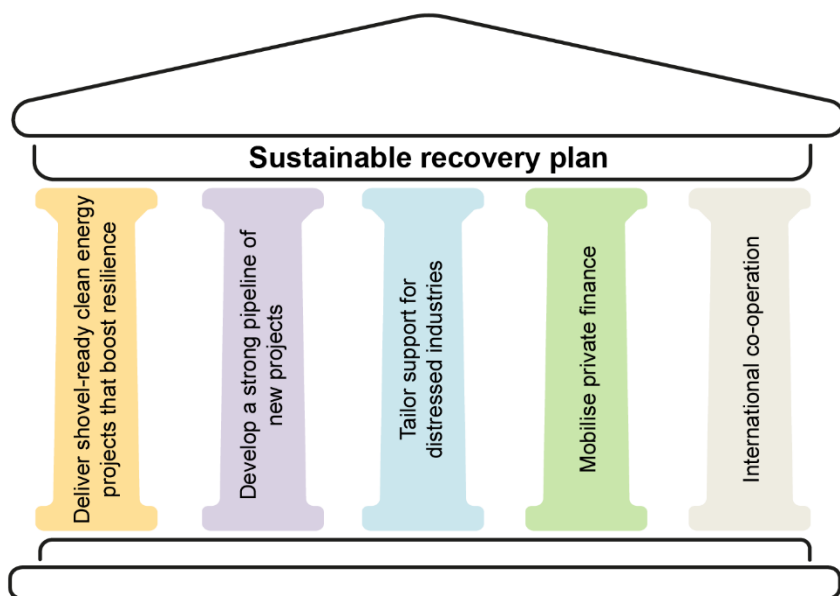 Sustainable recovery plan
Deliver shovel-ready clean energy
projects that boost resilience
Develop a strong pipeline of
new projects
Tailor support for
distressed industries
Mobilise private finance
International co-operation